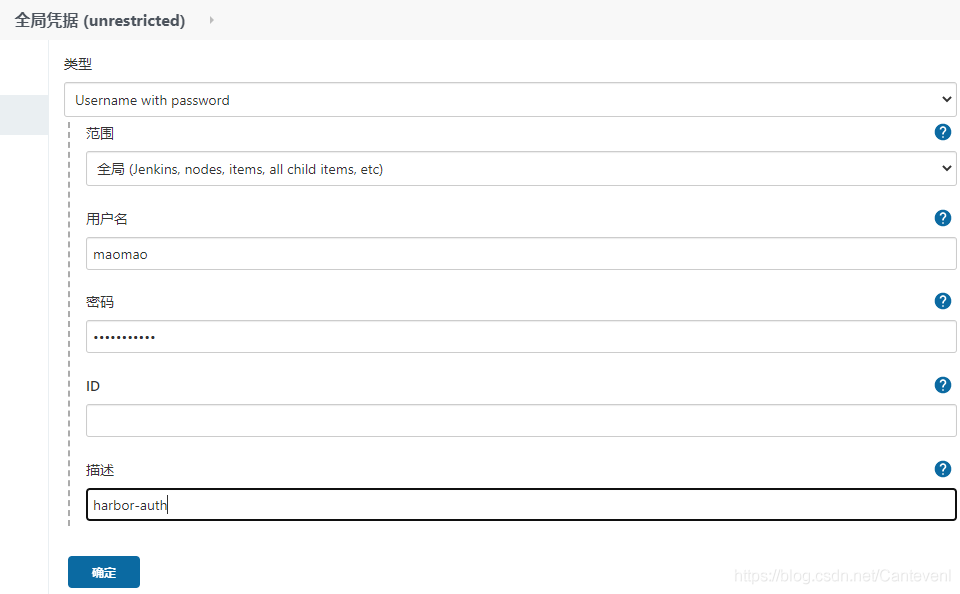 全局凭据 (unrestricted)
类型
Username with password
范围
全局 (Jenkins, nodes, items, all child items, etc)
用户名
maomao
密码
•••••••••••
ID
描述
harbor-auth
确定
https://blog.csdn.net/Cantevenl